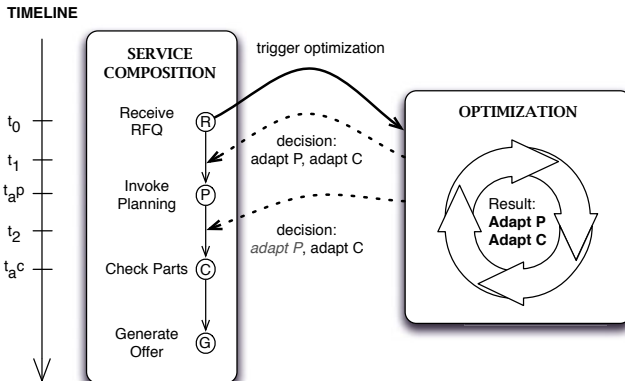 TIMELINE
SERVICE
COMPOSITION
trigger optimization
Receive
RFQ
R
t0
OPTIMIZATION
decision:
adapt P, adapt C
t1
Invoke
Planning
P
tap
Result:
Adapt P
Adapt C
t2
decision:
adapt P, adapt C
Check Parts
C
tac
Generate
Offer
G